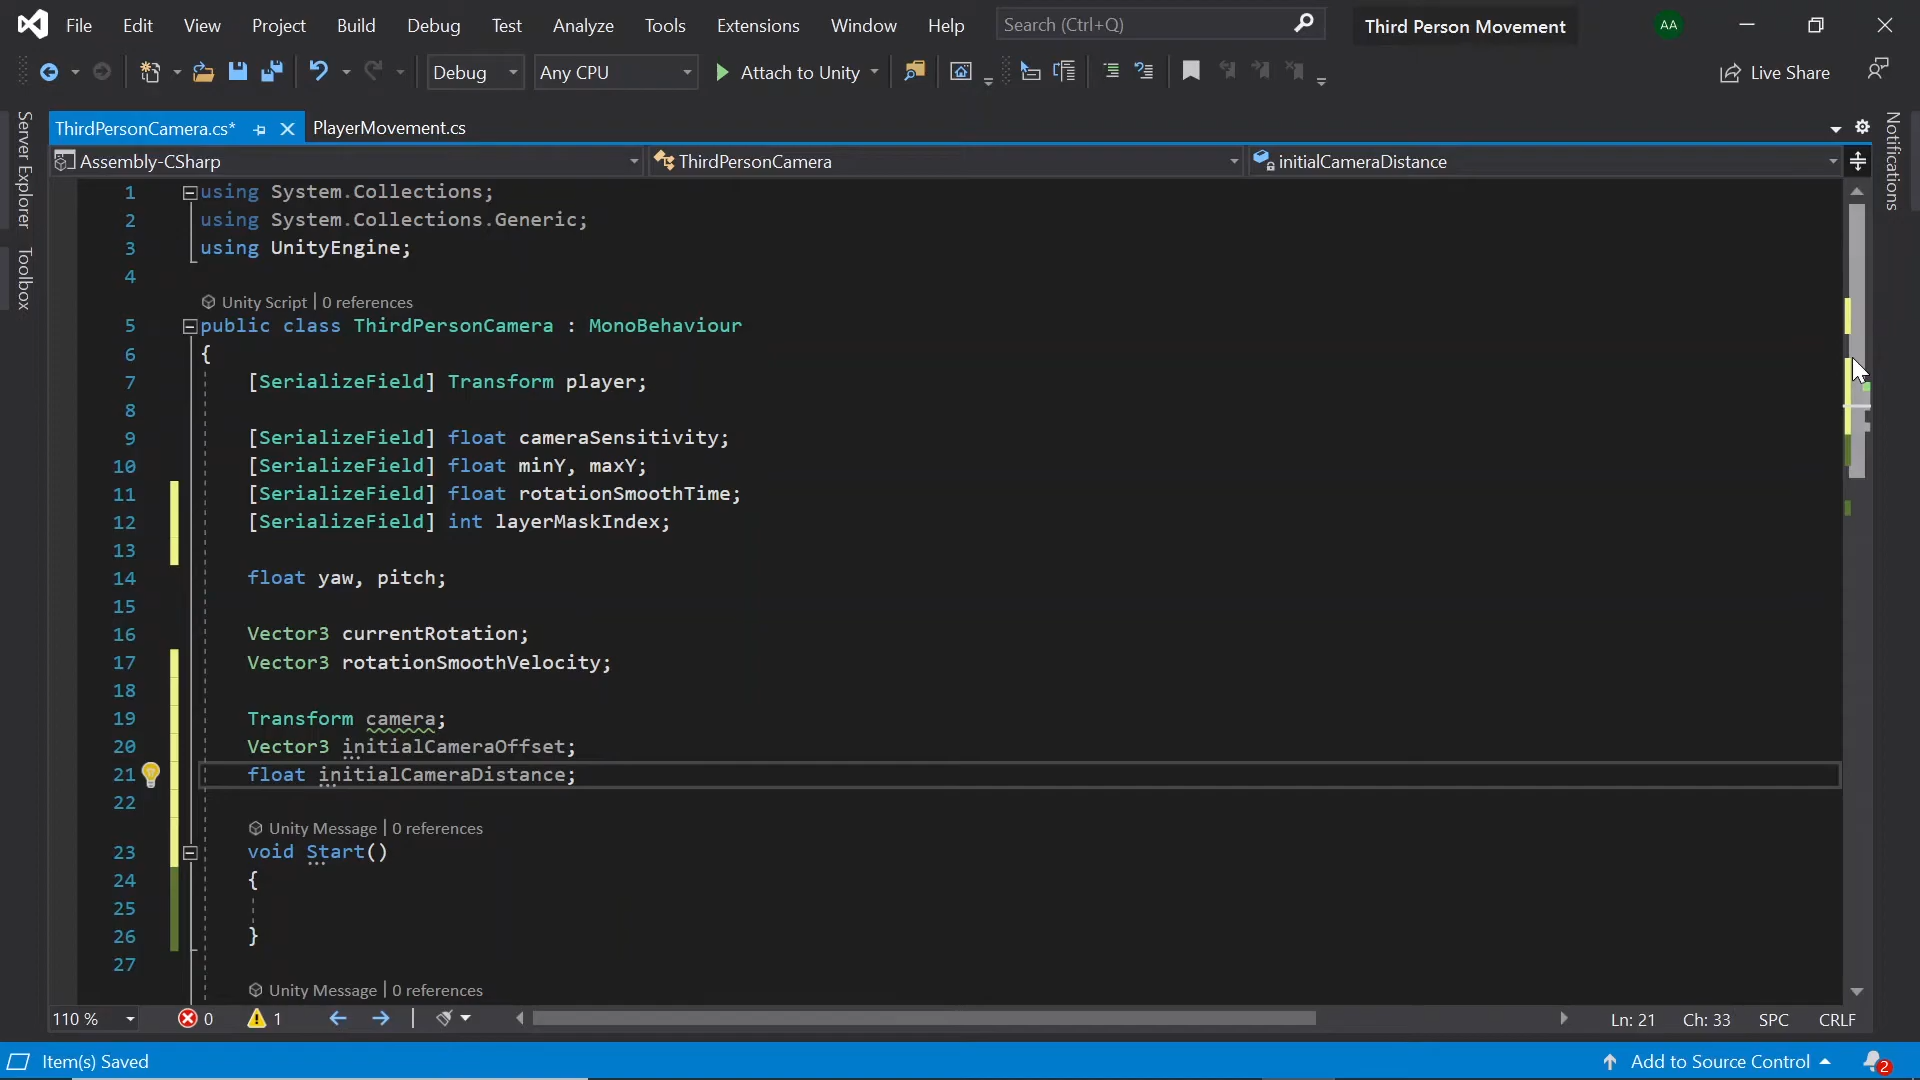 File Edit View Project Build Debug Test Analyze Tools Extensions Window Help Search (Ctrl+Q) Third Person Movement AA
Debug Any CPU Attach to Unity Live Share
Server Explorer
Toolbox
Notifications
ThirdPersonCamera.cs* PlayerMovement.cs
Assembly-CSharp ThirdPersonCamera initialCameraDistance
1 using System.Collections;
2 using System.Collections.Generic;
3 using UnityEngine;
4
Unity Script | 0 references
5 public class ThirdPersonCamera : MonoBehaviour
6 {
7 [SerializeField] Transform player;
8
9 [SerializeField] float cameraSensitivity;
10 [SerializeField] float minY, maxY;
11 [SerializeField] float rotationSmoothTime;
12 [SerializeField] int layerMaskIndex;
13
14 float yaw, pitch;
15
16 Vector3 currentRotation;
17 Vector3 rotationSmoothVelocity;
18
19 Transform camera;
20 Vector3 initialCameraOffset;
21 float initialCameraDistance;
22
Unity Message | 0 references
23 void Start()
24 {
25
26 }
27
Unity Message | 0 references
110 % 0 1 Ln: 21 Ch: 33 SPC CRLF
Item(s) Saved Add to Source Control 2